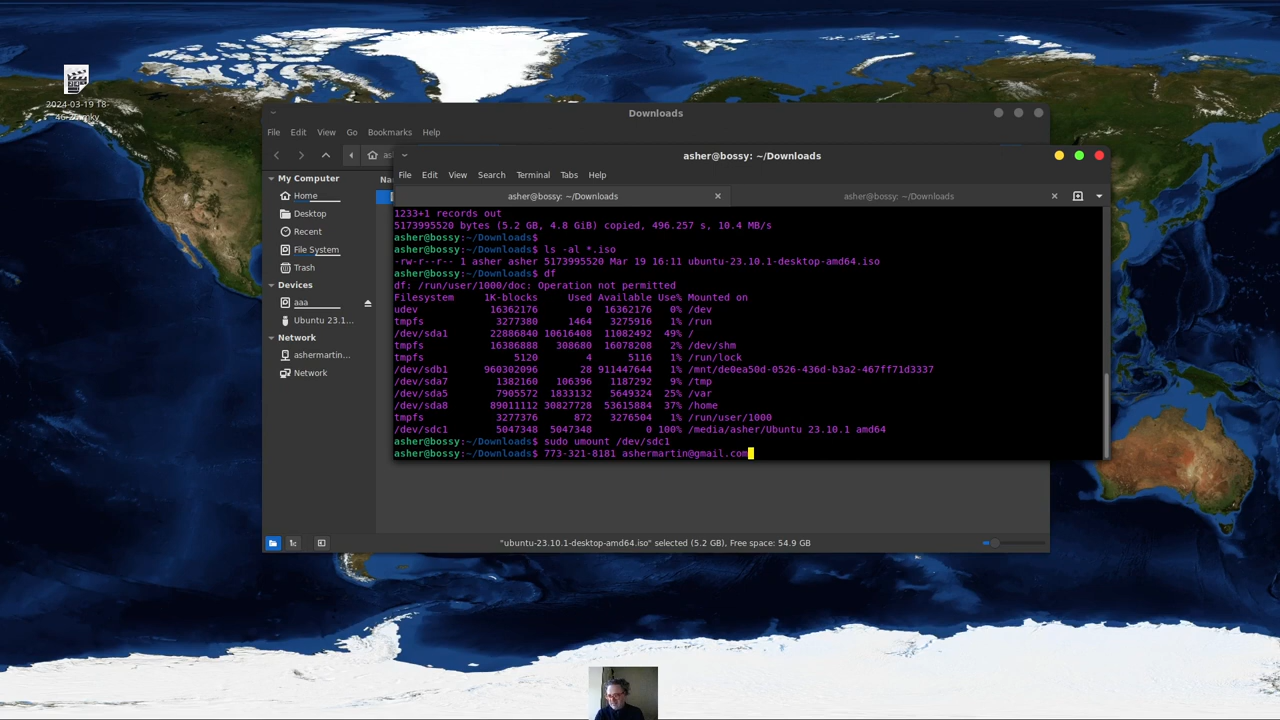 2024-03-19 18-
Downloads
File Edit View Go Bookmarks Help
My Computer
Home
Desktop
Recent
File System
Trash
Devices
aaa
Ubuntu 23.1...
Network
ashermartin...
Network
asher@bossy: ~/Downloads
File Edit View Search Terminal Tabs Help
asher@bossy: ~/Downloads
asher@bossy: ~/Downloads
1233+1 records out
5173995520 bytes (5.2 GB, 4.8 GiB) copied, 496.257 s, 10.4 MB/s
asher@bossy:~/Downloads$
asher@bossy:~/Downloads$ ls -al *.iso
-rw-r--r-- 1 asher asher 5173995520 Mar 19 16:11 ubuntu-23.10.1-desktop-amd64.iso
asher@bossy:~/Downloads$ df
df: /run/user/1000/doc: Operation not permitted
Filesystem 1K-blocks Used Available Use% Mounted on
udev 16362176 0 16362176 0% /dev
tmpfs 3277380 1464 3275916 1% /run
/dev/sda1 22886840 10616408 11082492 49% /
tmpfs 16386888 308680 16078208 2% /dev/shm
tmpfs 5120 4 5116 1% /run/lock
/dev/sdb1 960302096 28 911447644 1% /mnt/de0ea50d-0526-436d-b3a2-467ff71d3337
/dev/sda7 1382160 106396 1187292 9% /tmp
/dev/sda5 7905572 1833132 5649324 25% /var
/dev/sda8 89011112 30827728 53615884 37% /home
tmpfs 3277376 872 3276504 1% /run/user/1000
/dev/sdc1 5047348 5047348 0 100% /media/asher/Ubuntu 23.10.1 amd64
asher@bossy:~/Downloads$ sudo umount /dev/sdc1
asher@bossy:~/Downloads$ 773-321-8181 ashermartin@gmail.com
"ubuntu-23.10.1-desktop-amd64.iso" selected (5.2 GB), Free space: 54.9 GB